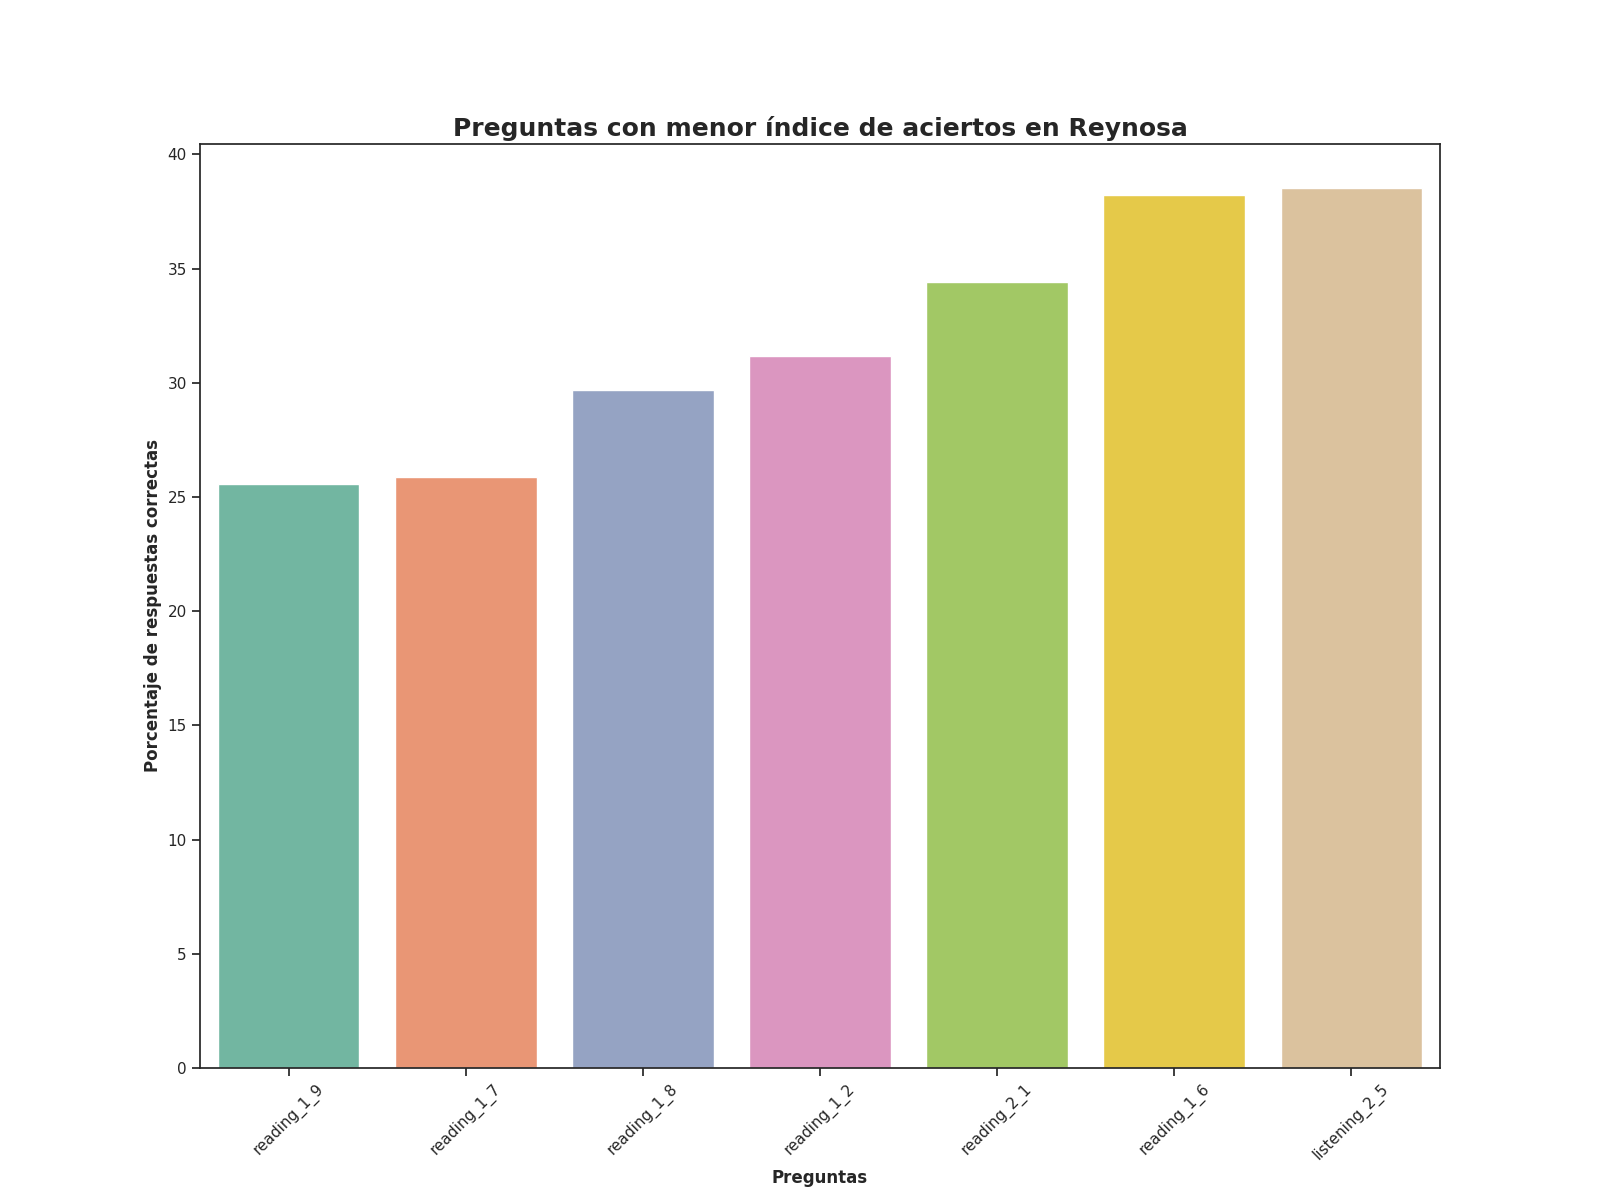 Preguntas con menor índice de aciertos en Reynosa
Porcentaje de respuestas correctas
40
35
30
25
20
15
10
5
0
reading_1_9
reading_1_7
reading_1_8
reading_1_2
reading_2_1
reading_1_6
listening_2_5
Preguntas